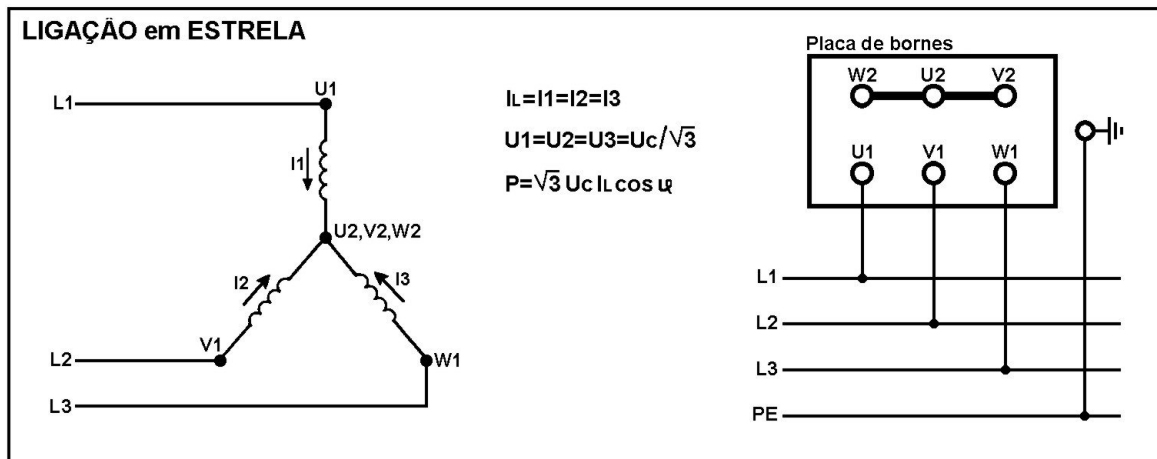 LIGAÇÃO em ESTRELA
L1
U1
I1
U2,V2,W2
I2
I3
V1
W1
L2
L3
IL=I1=I2=I3
U1=U2=U3=Uc/√3
P=√3 Uc IL cos φ
Placa de bornes
W2 U2 V2
U1 V1 W1
L1
L2
L3
PE